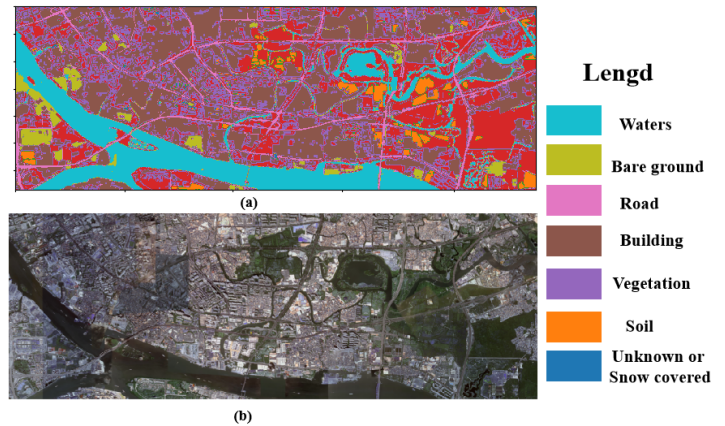 Lengd
Waters
Bare ground
Road
Building
Vegetation
Soil
Unknown or
Snow covered
(a)
(b)